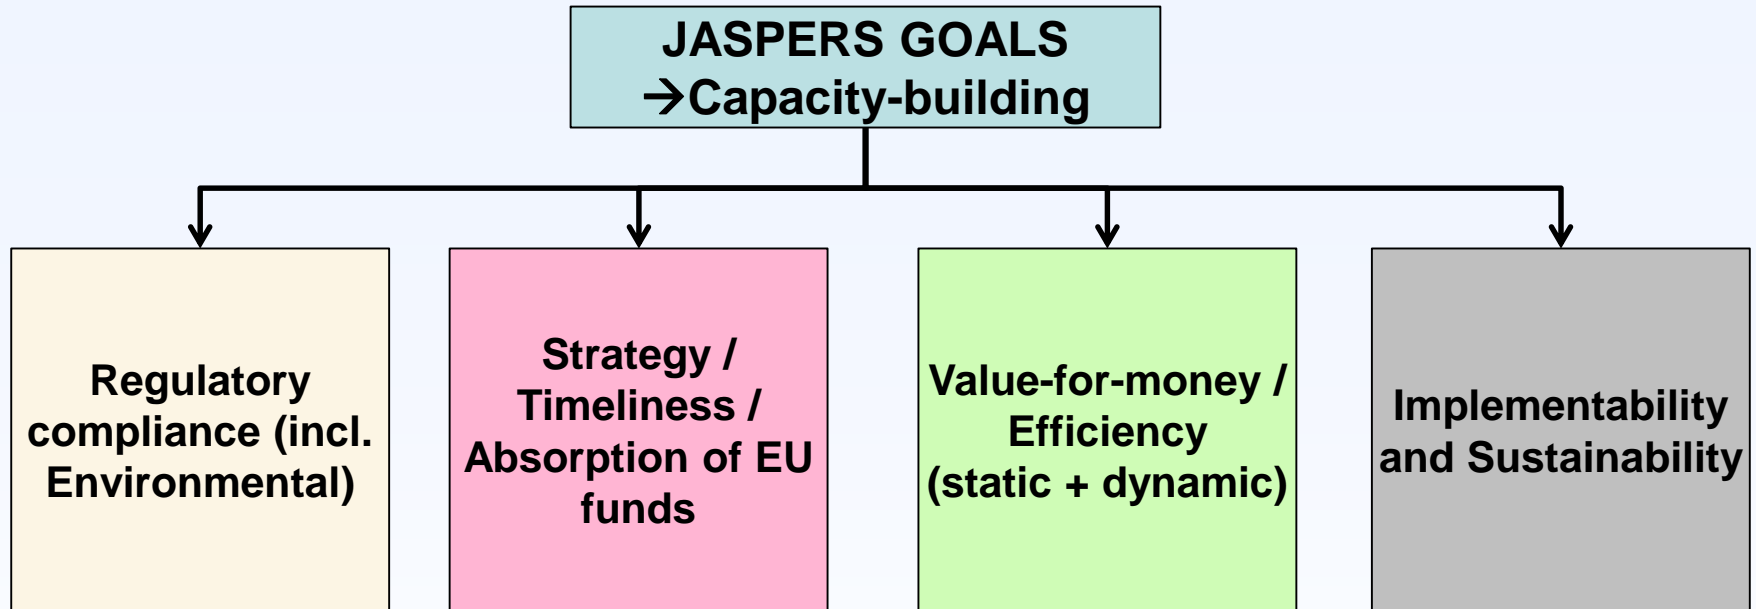 JASPERS GOALS
→Capacity-building
Regulatory
compliance (incl.
Environmental)
Strategy /
Timeliness /
Absorption of EU
funds
Value-for-money /
Efficiency
(static + dynamic)
Implementability
and Sustainability